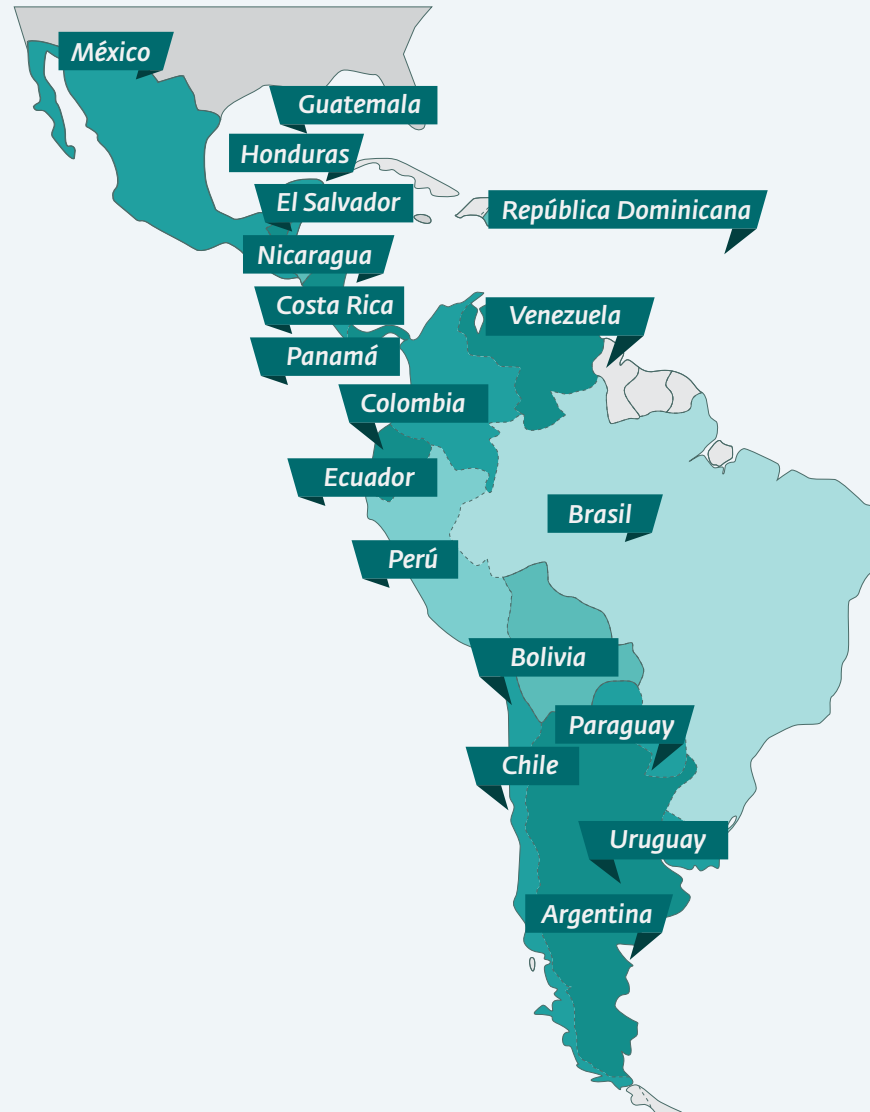 México
Guatemala
Honduras
El Salvador
República Dominicana
Nicaragua
Costa Rica
Venezuela
Panamá
Colombia
Ecuador
Brasil
Perú
Bolivia
Paraguay
Chile
Uruguay
Argentina